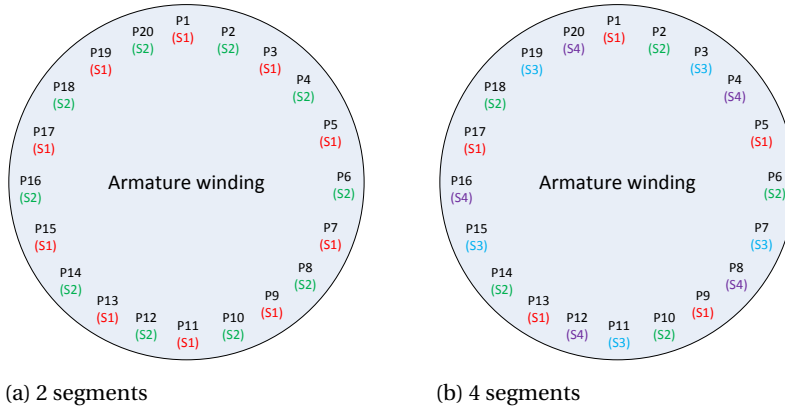 P1
(S1)
P2
(S2)
P3
(S1)
P4
(S2)
P5
(S1)
P6
(S2)
P7
(S1)
P8
(S2)
P9
(S1)
P10
(S2)
P11
(S1)
P12
(S2)
P13
(S1)
P14
(S2)
P15
(S1)
P16
(S2)
P17
(S1)
P18
(S2)
P19
(S1)
P20
(S2)
Armature winding
(a) 2 segments
P1
(S1)
P2
(S2)
P3
(S3)
P4
(S4)
P5
(S1)
P6
(S2)
P7
(S3)
P8
(S4)
P9
(S1)
P10
(S2)
P11
(S3)
P12
(S4)
P13
(S1)
P14
(S2)
P15
(S3)
P16
(S4)
P17
(S1)
P18
(S2)
P19
(S3)
P20
(S4)
Armature winding
(b) 4 segments